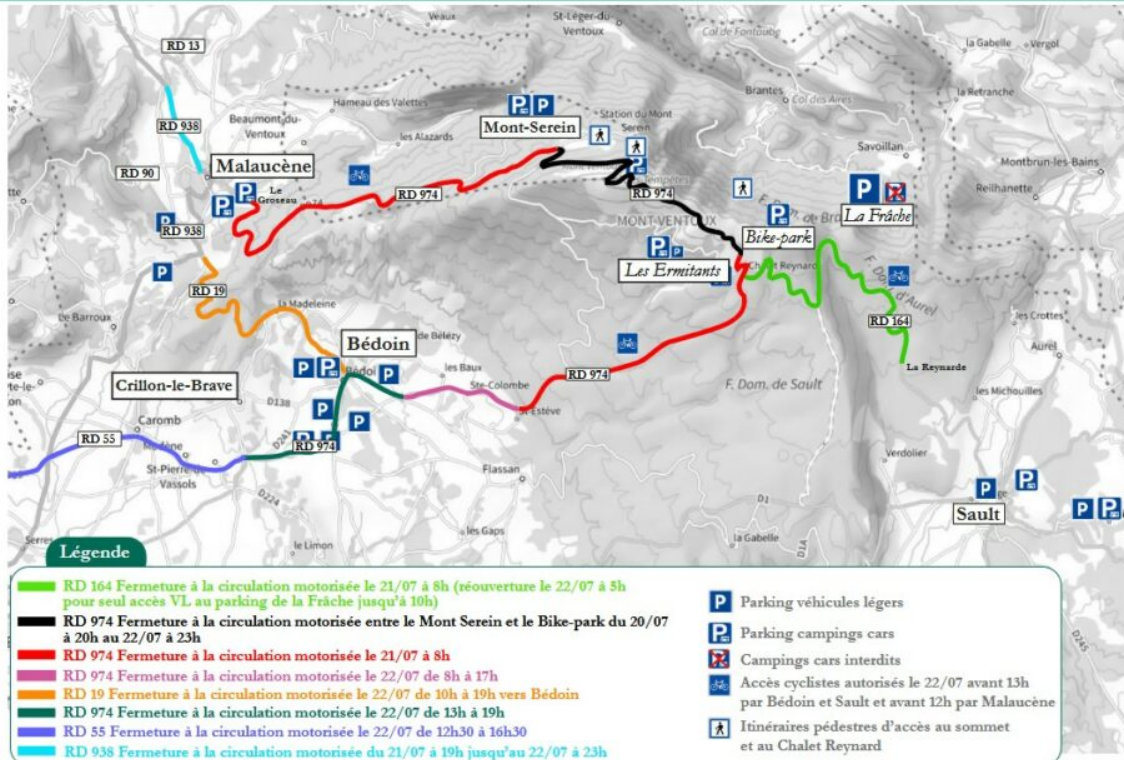 RD 13
Veaux
St-Léger-du-
Ventoux
Col de Fontaube
la Gabelle
Vergol
la Retranche
Brantes
Col des Aires
Hameau des Valettes
Station du Mont
Serein
Mont-Serein
RD 938
Beaumont-du-
Ventoux
les Alazards
Savoillan
Montbrun-les-Bains
Malaucène
RD 90
Reilhanette
Le
Groseau
RD 974
Tempêtes
RD 974
La Frâche
MONT-VENTOUX
Bike-park
RD 938
Les Ermitants
Chalet Reynard
F. Dom. d'Aurel
RD 19
la Madeleine
RD 164
les Crottes
Le Barroux
Aurel
Bédoin
de Bélézy
La Reynarde
les Baux
RD 974
Crillon-le-Brave
Ste-Colombe
F. Dom. de Sault
les Michouilles
D138
St-Estève
Caromb
RD 55
D241
RD 974
Modène
St-Pierre-de-
Vassols
Flassan
Verdolier
D224
D1
Sault
les Gaps
Serres
le Limon
la Gabelle
D1A
D245
Légende
RD 164 Fermeture à la circulation motorisée le 21/07 à 8h (réouverture le 22/07 à 5h
pour seul accès VL au parking de la Frâche jusqu'à 10h)
RD 974 Fermeture à la circulation motorisée entre le Mont Serein et le Bike-park du 20/07
à 20h au 22/07 à 23h
RD 974 Fermeture à la circulation motorisée le 21/07 à 8h
RD 974 Fermeture à la circulation motorisée le 22/07 de 8h à 17h
RD 19 Fermeture à la circulation motorisée le 22/07 de 10h à 19h vers Bédoin
RD 974 Fermeture à la circulation motorisée le 22/07 de 13h à 19h
RD 55 Fermeture à la circulation motorisée le 22/07 de 12h30 à 16h30
RD 938 Fermeture à la circulation motorisée du 21/07 à 19h jusqu'au 22/07 à 23h
P Parking véhicules légers
P Parking campings cars
Campings cars interdits
Accès cyclistes autorisés le 22/07 avant 13h
par Bédoin et Sault et avant 12h par Malaucène
Itinéraires pédestres d'accès au sommet
et au Chalet Reynard